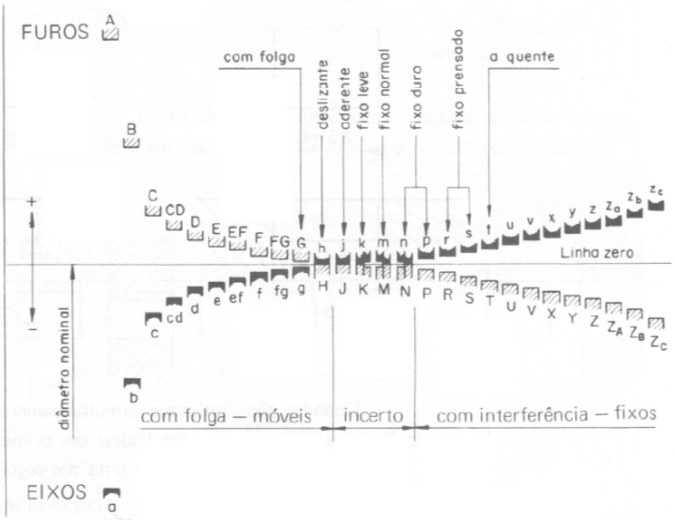 FUROS
A
com folga
deslizante
aderente
fixo leve
fixo normal
fixo duro
fixo prensado
a quente
B
C
CD
D
E
EF
F
FG
G
h
j
k
m
n
p
r
s
t
u
v
x
y
z
za
zb
zc
+
Linha zero
-
diâmetro nominal
b
c
cd
d
e
ef
f
fg
g
H
J
K
M
N
P
R
S
T
U
V
X
Y
Z
ZA
ZB
ZC
com folga – móveis
incerto
com interferência – fixos
EIXOS
a